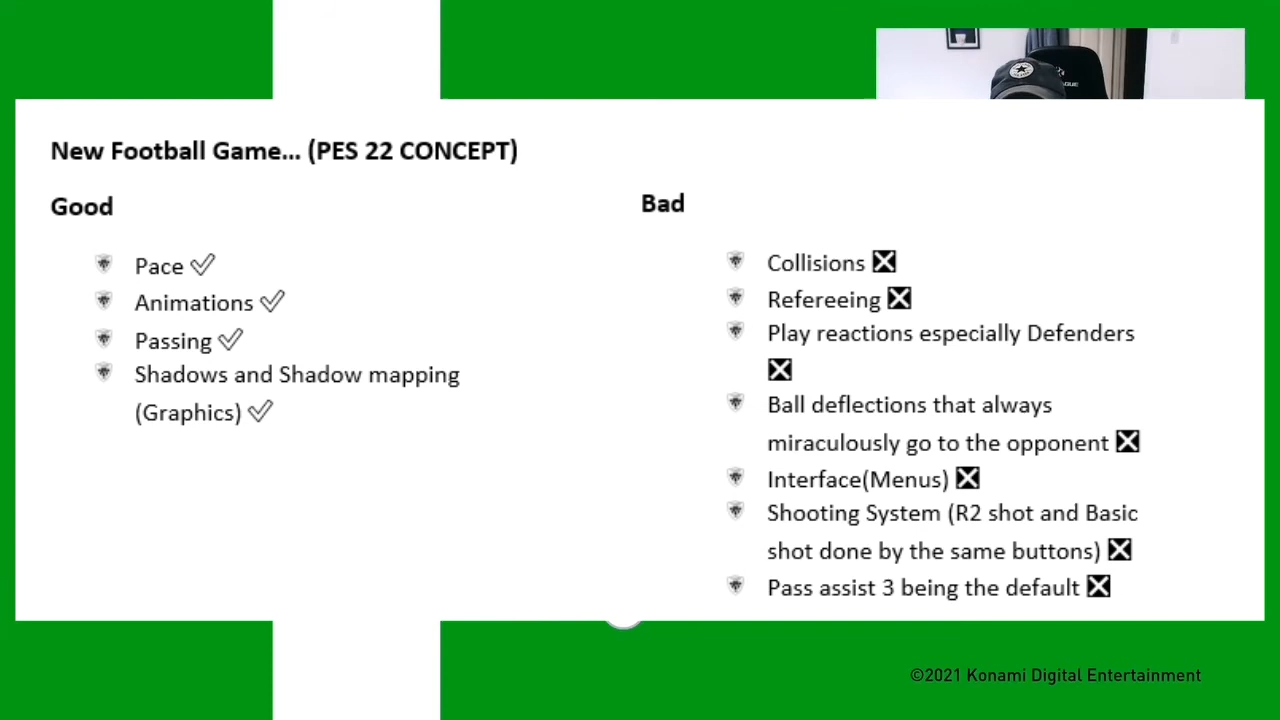 New Football Game... (PES 22 CONCEPT)
Good
Pace
Animations
Passing
Shadows and Shadow mapping
(Graphics)
Bad
Collisions
Refereeing
Play reactions especially Defenders
Ball deflections that always
miraculously go to the opponent
Interface(Menus)
Shooting System (R2 shot and Basic
shot done by the same buttons)
Pass assist 3 being the default
©2021 Konami Digital Entertainment